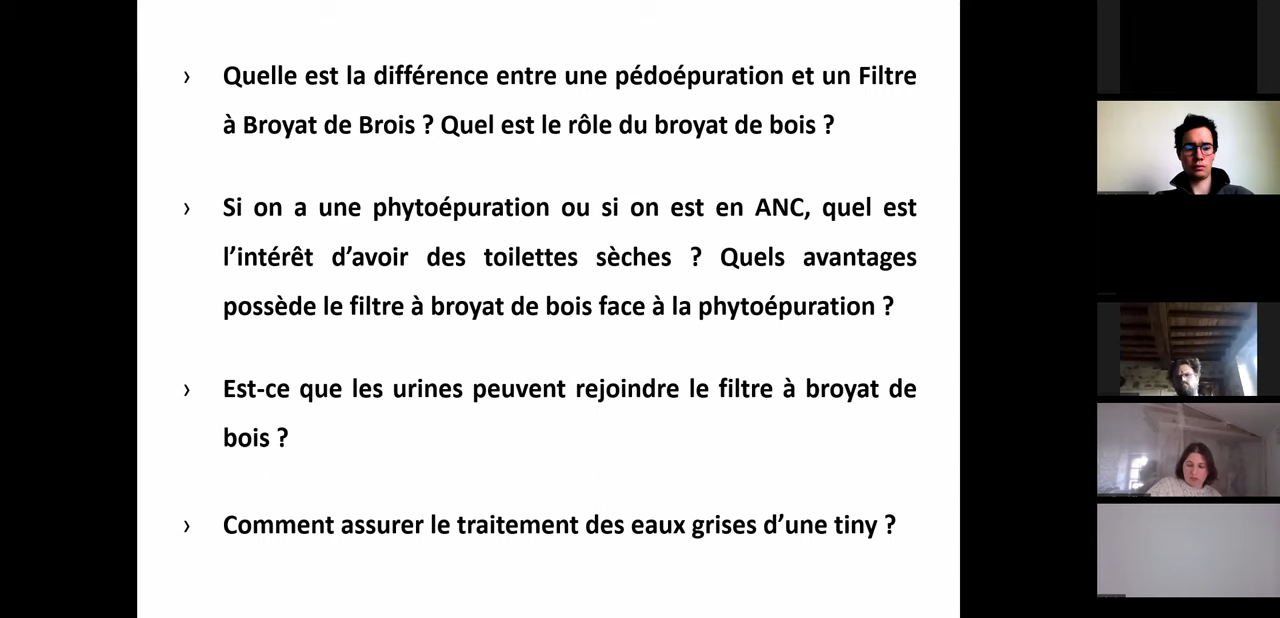 › Quelle est la différence entre une pédoépuration et un Filtre
à Broyat de Brois ? Quel est le rôle du broyat de bois ?
› Si on a une phytoépuration ou si on est en ANC, quel est
l’intérêt d’avoir des toilettes sèches ? Quels avantages
possède le filtre à broyat de bois face à la phytoépuration ?
› Est-ce que les urines peuvent rejoindre le filtre à broyat de
bois ?
› Comment assurer le traitement des eaux grises d’une tiny ?